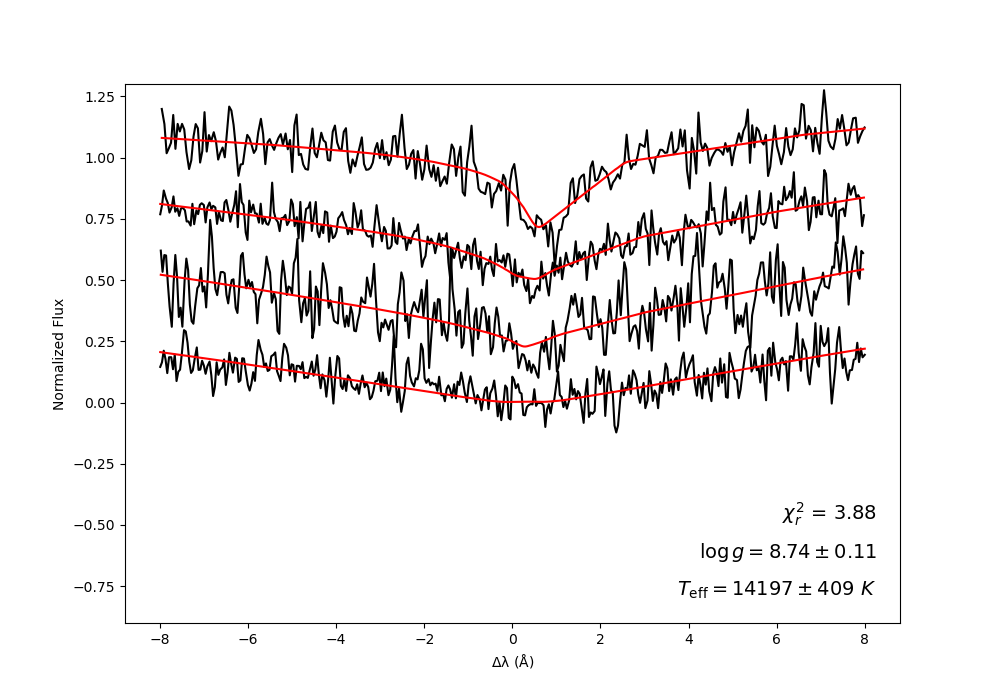 1.25
1.00
0.75
0.50
0.25
0.00
−0.25
−0.50
−0.75
Normalized Flux
χ²ᵣ = 3.88
log g = 8.74 ± 0.11
T_eff = 14197 ± 409 K
−8 −6 −4 −2 0 2 4 6 8
Δλ (Å)